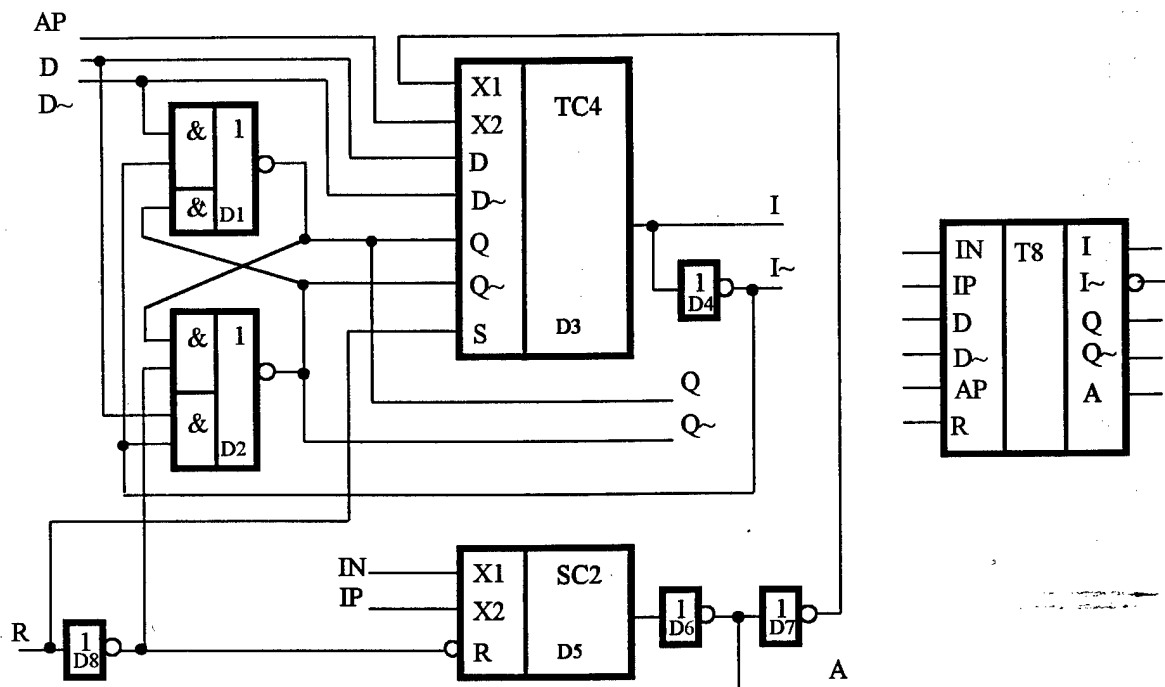 AP
D
D~
& 1
& D1
& 1
& D2
X1 TC4
X2
D
D~
Q
Q~
S D3
I
1 D4
I~
Q
Q~
IN
IP
X1 SC2
X2
R D5
1 D6
1 D7
A
R
1 D8
IN T8 I
IP I~
D Q
D~ Q~
AP A
R